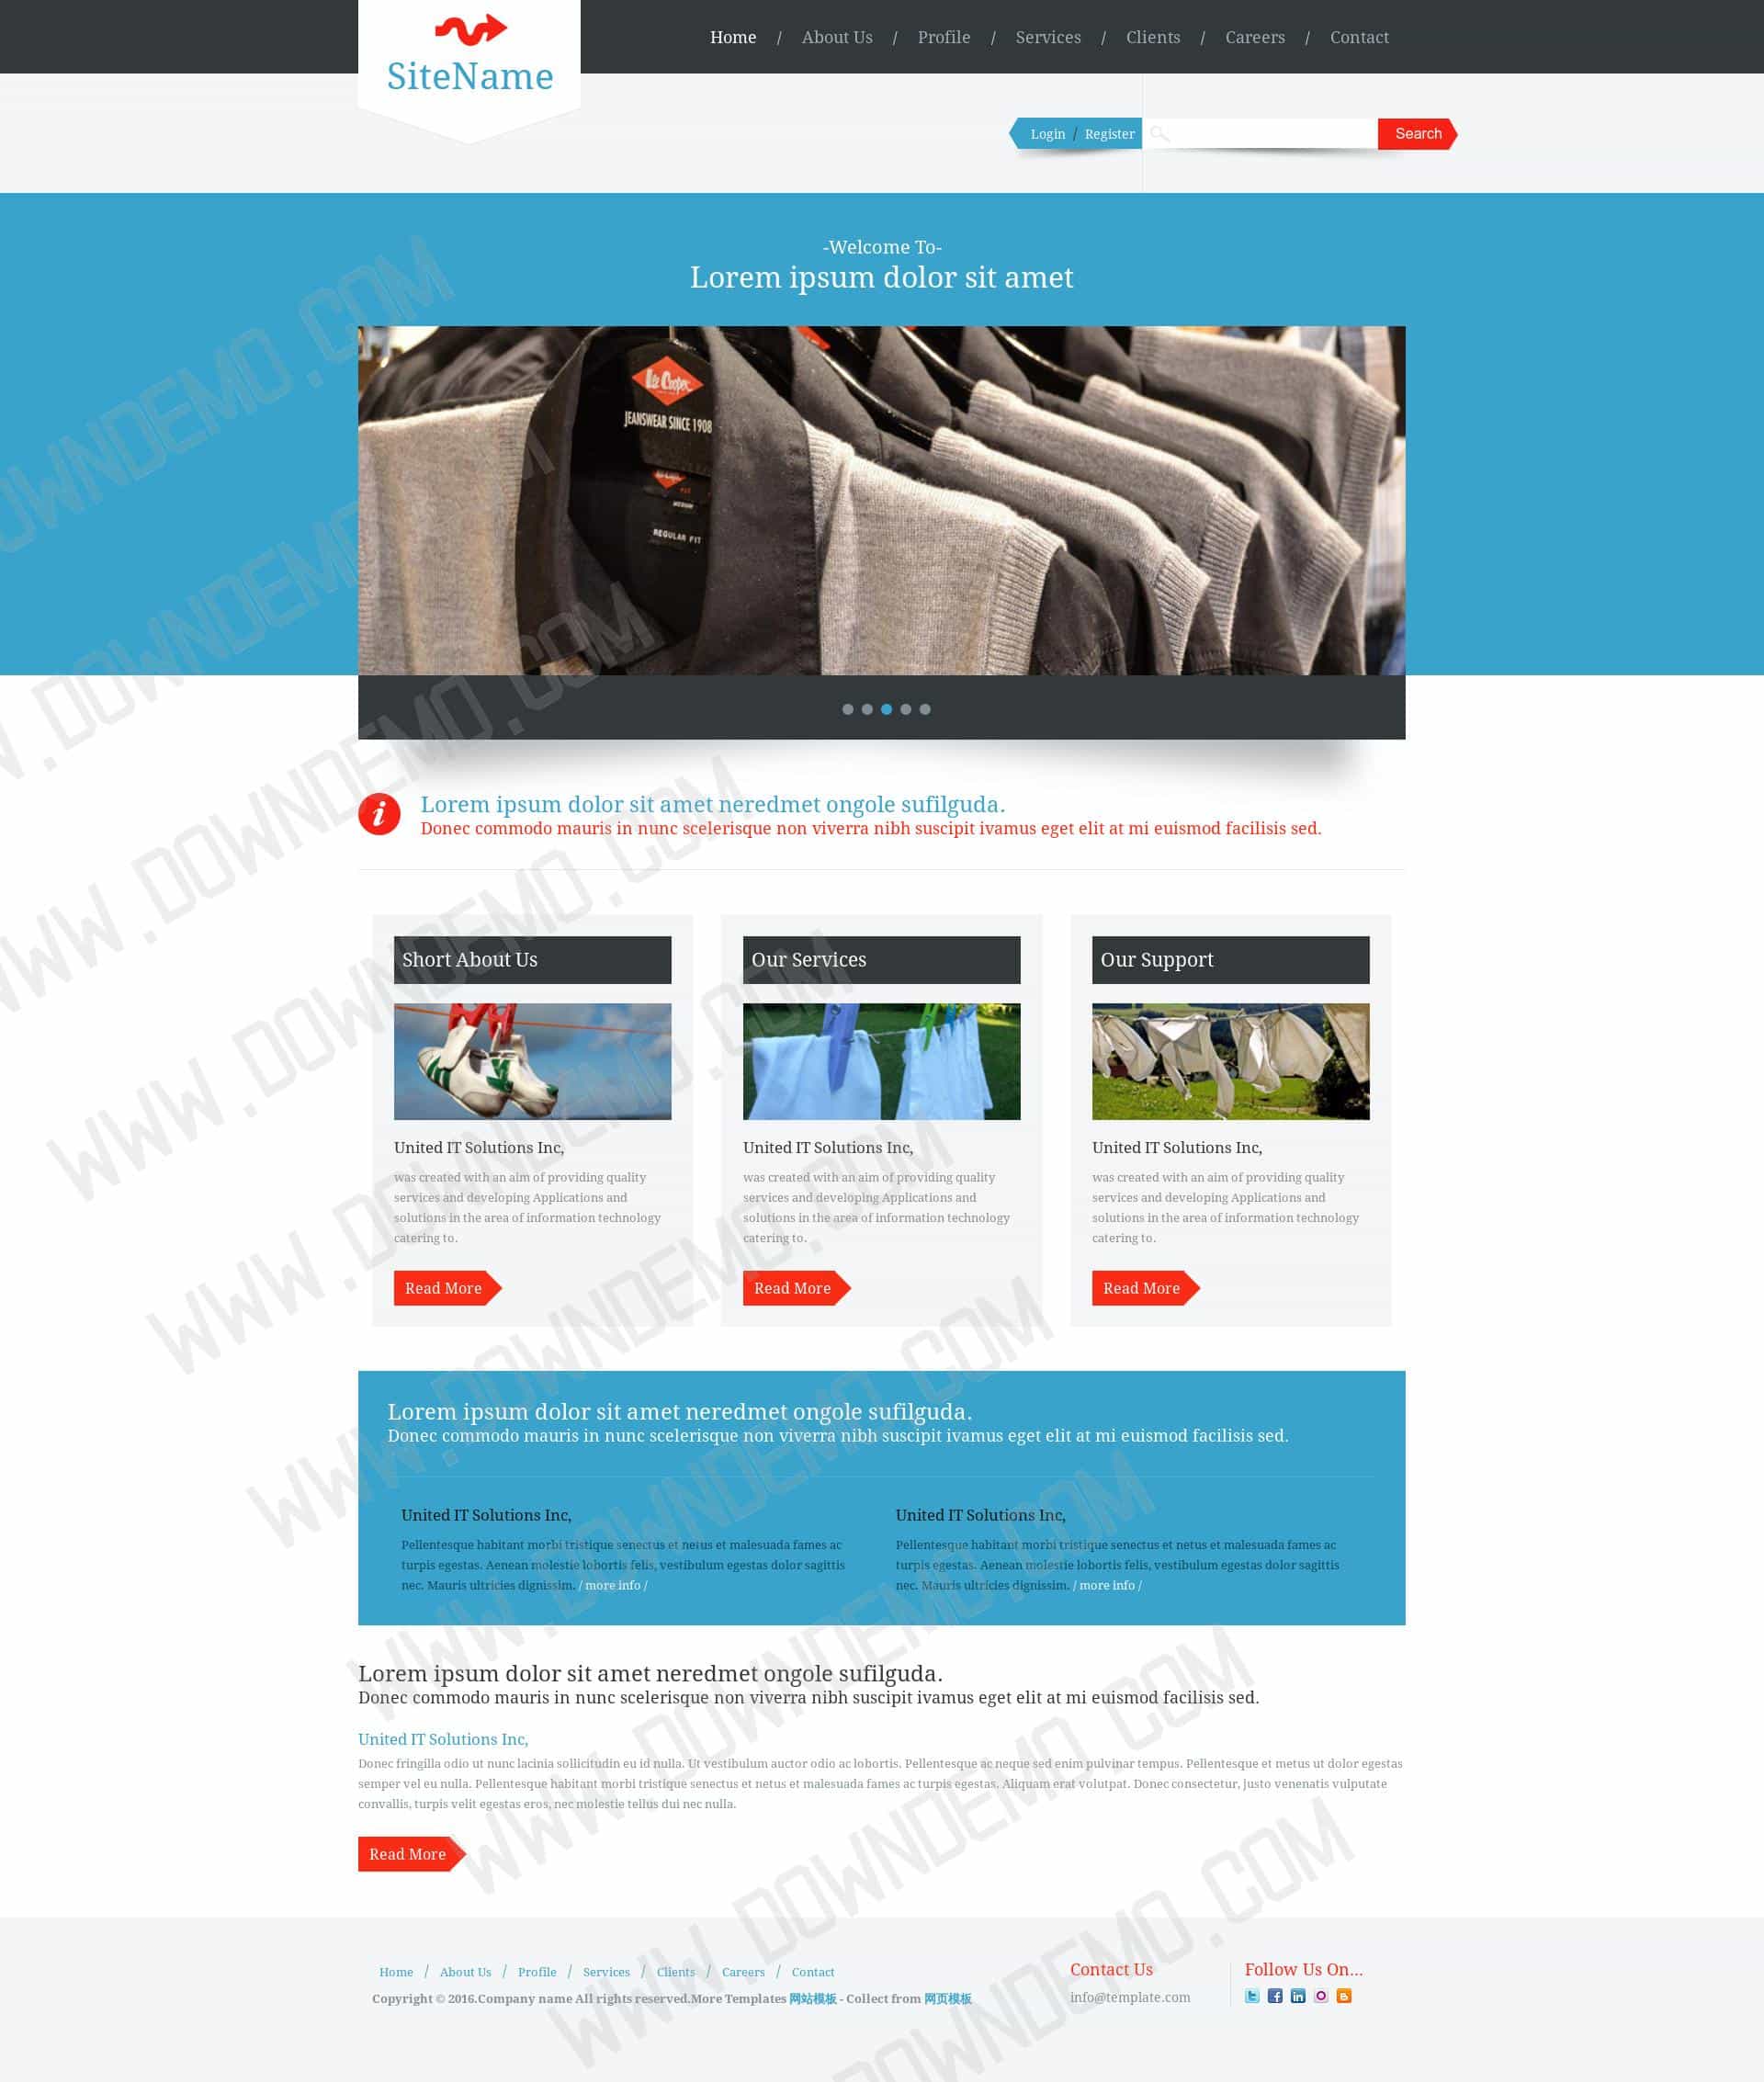 SiteName
Home / About Us / Profile / Services / Clients / Careers / Contact
Login / Register
Search
-Welcome To-
Lorem ipsum dolor sit amet
Lee Cooper
JEANSWEAR SINCE 1908
FIT
MEDIUM
REGULAR FIT
Lorem ipsum dolor sit amet neredmet ongole sufilguda.
Donec commodo mauris in nunc scelerisque non viverra nibh suscipit ivamus eget elit at mi euismod facilisis sed.
Short About Us
United IT Solutions Inc,
was created with an aim of providing quality
services and developing Applications and
solutions in the area of information technology
catering to.
Read More
Our Services
United IT Solutions Inc,
was created with an aim of providing quality
services and developing Applications and
solutions in the area of information technology
catering to.
Read More
Our Support
United IT Solutions Inc,
was created with an aim of providing quality
services and developing Applications and
solutions in the area of information technology
catering to.
Read More
Lorem ipsum dolor sit amet neredmet ongole sufilguda.
Donec commodo mauris in nunc scelerisque non viverra nibh suscipit ivamus eget elit at mi euismod facilisis sed.
United IT Solutions Inc,
Pellentesque habitant morbi tristique senectus et netus et malesuada fames ac
turpis egestas. Aenean molestie lobortis felis, vestibulum egestas dolor sagittis
nec. Mauris ultricies dignissim. / more info /
United IT Solutions Inc,
Pellentesque habitant morbi tristique senectus et netus et malesuada fames ac
turpis egestas. Aenean molestie lobortis felis, vestibulum egestas dolor sagittis
nec. Mauris ultricies dignissim. / more info /
Lorem ipsum dolor sit amet neredmet ongole sufilguda.
Donec commodo mauris in nunc scelerisque non viverra nibh suscipit ivamus eget elit at mi euismod facilisis sed.
United IT Solutions Inc,
Donec fringilla odio ut nunc lacinia sollicitudin eu id nulla. Ut vestibulum auctor odio ac lobortis. Pellentesque ac neque sed enim pulvinar tempus. Pellentesque et metus ut dolor egestas
semper vel eu nulla. Pellentesque habitant morbi tristique senectus et netus et malesuada fames ac turpis egestas. Aliquam erat volutpat. Donec consectetur, justo venenatis vulputate
convallis, turpis velit egestas eros, nec molestie tellus dui nec nulla.
Read More
Home / About Us / Profile / Services / Clients / Careers / Contact
Copyright © 2016.Company name All rights reserved.More Templates 网站模板 - Collect from 网页模板
Contact Us
info@template.com
Follow Us On...
WWW.DOWNDEMO.COM